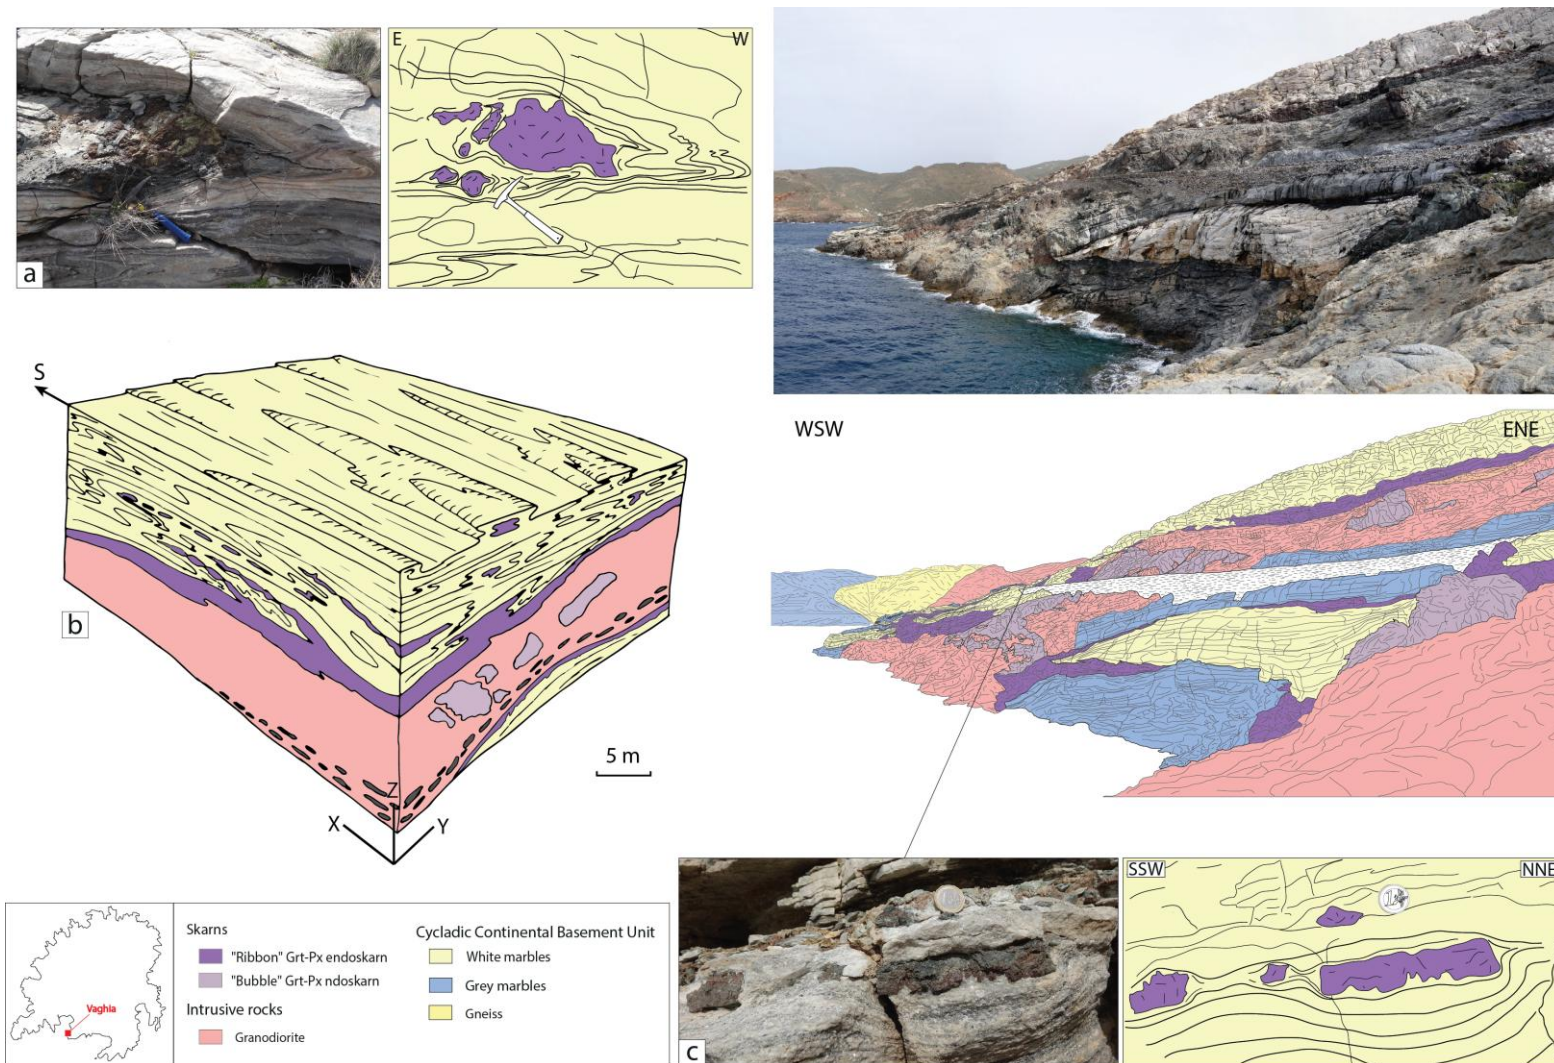 E
W
a
S
b
5 m
Z
X
Y
WSW
ENE
c
SSW
NNE
1
Vaghia
Skarns
"Ribbon" Grt-Px endoskarn
"Bubble" Grt-Px ndoskarn
Intrusive rocks
Granodiorite
Cycladic Continental Basement Unit
White marbles
Grey marbles
Gneiss